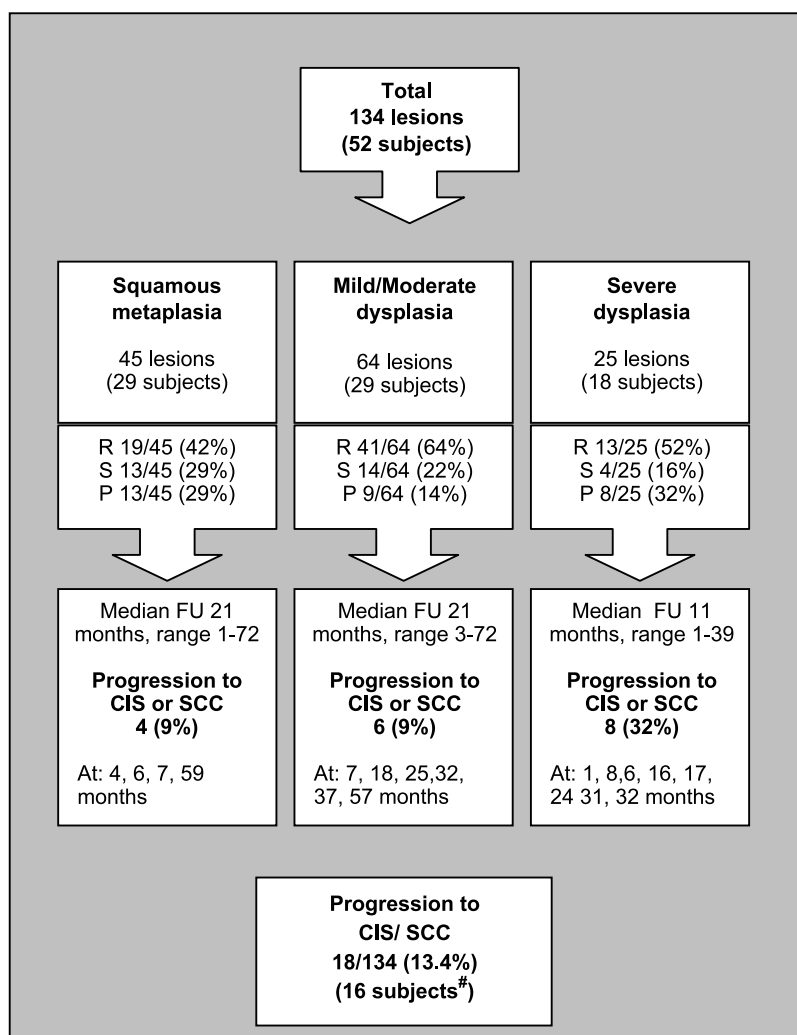 Total
134 lesions
(52 subjects)
Squamous
metaplasia
45 lesions
(29 subjects)
R 19/45 (42%)
S 13/45 (29%)
P 13/45 (29%)
Median FU 21
months, range 1-72
Progression to
CIS or SCC
4 (9%)
At: 4, 6, 7, 59
months
Mild/Moderate
dysplasia
64 lesions
(29 subjects)
R 41/64 (64%)
S 14/64 (22%)
P 9/64 (14%)
Median FU 21
months, range 3-72
Progression to
CIS or SCC
6 (9%)
At: 7, 18, 25,32,
37, 57 months
Severe
dysplasia
25 lesions
(18 subjects)
R 13/25 (52%)
S 4/25 (16%)
P 8/25 (32%)
Median  FU 11
months, range 1-39
Progression to
CIS or SCC
8 (32%)
At: 1, 8,6, 16, 17,
24 31, 32 months
Progression to
CIS/ SCC
18/134 (13.4%)
(16 subjects#)